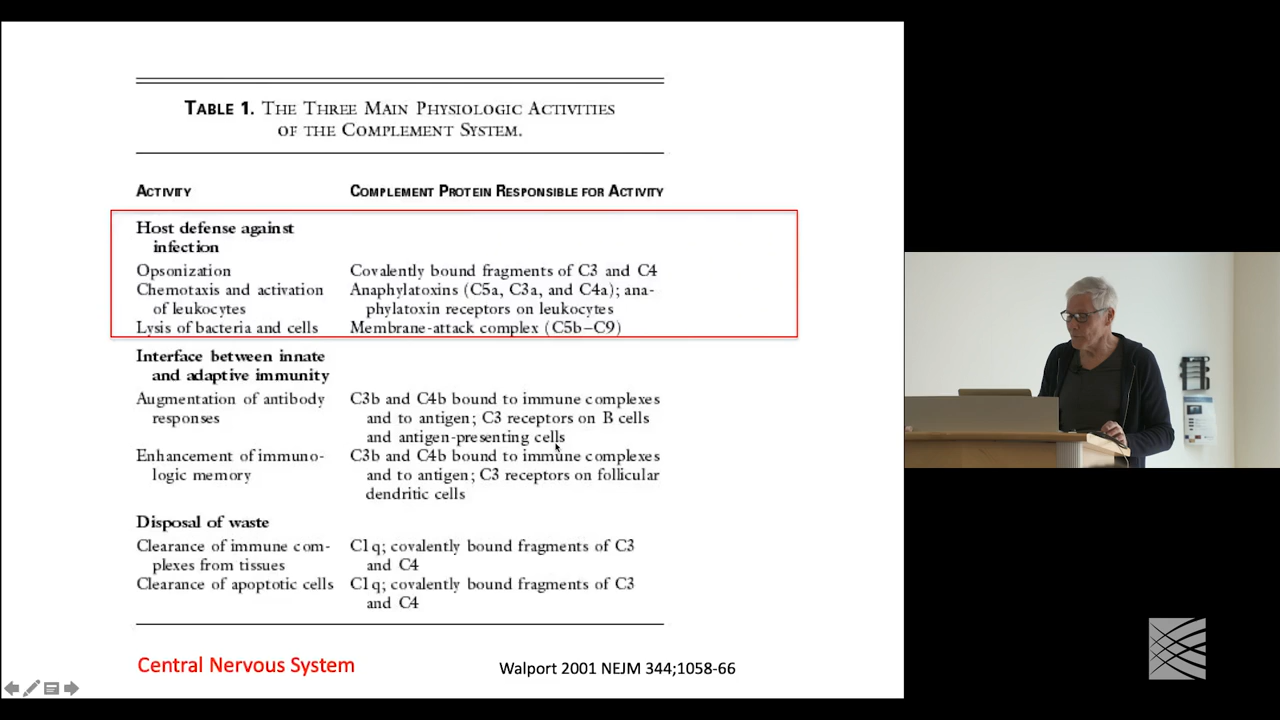 TABLE 1. THE THREE MAIN PHYSIOLOGIC ACTIVITIES
OF THE COMPLEMENT SYSTEM.
ACTIVITY
COMPLEMENT PROTEIN RESPONSIBLE FOR ACTIVITY
Host defense against
infection
Opsonization
Covalently bound fragments of C3 and C4
Chemotaxis and activation
of leukocytes
Anaphylatoxins (C5a, C3a, and C4a); ana-
phylatoxin receptors on leukocytes
Lysis of bacteria and cells
Membrane-attack complex (C5b–C9)
Interface between innate
and adaptive immunity
Augmentation of antibody
responses
C3b and C4b bound to immune complexes
and to antigen; C3 receptors on B cells
and antigen-presenting cells
Enhancement of immuno-
logic memory
C3b and C4b bound to immune complexes
and to antigen; C3 receptors on follicular
dendritic cells
Disposal of waste
Clearance of immune com-
plexes from tissues
C1q; covalently bound fragments of C3
and C4
Clearance of apoptotic cells
C1q; covalently bound fragments of C3
and C4
Central Nervous System
Walport 2001 NEJM 344;1058-66